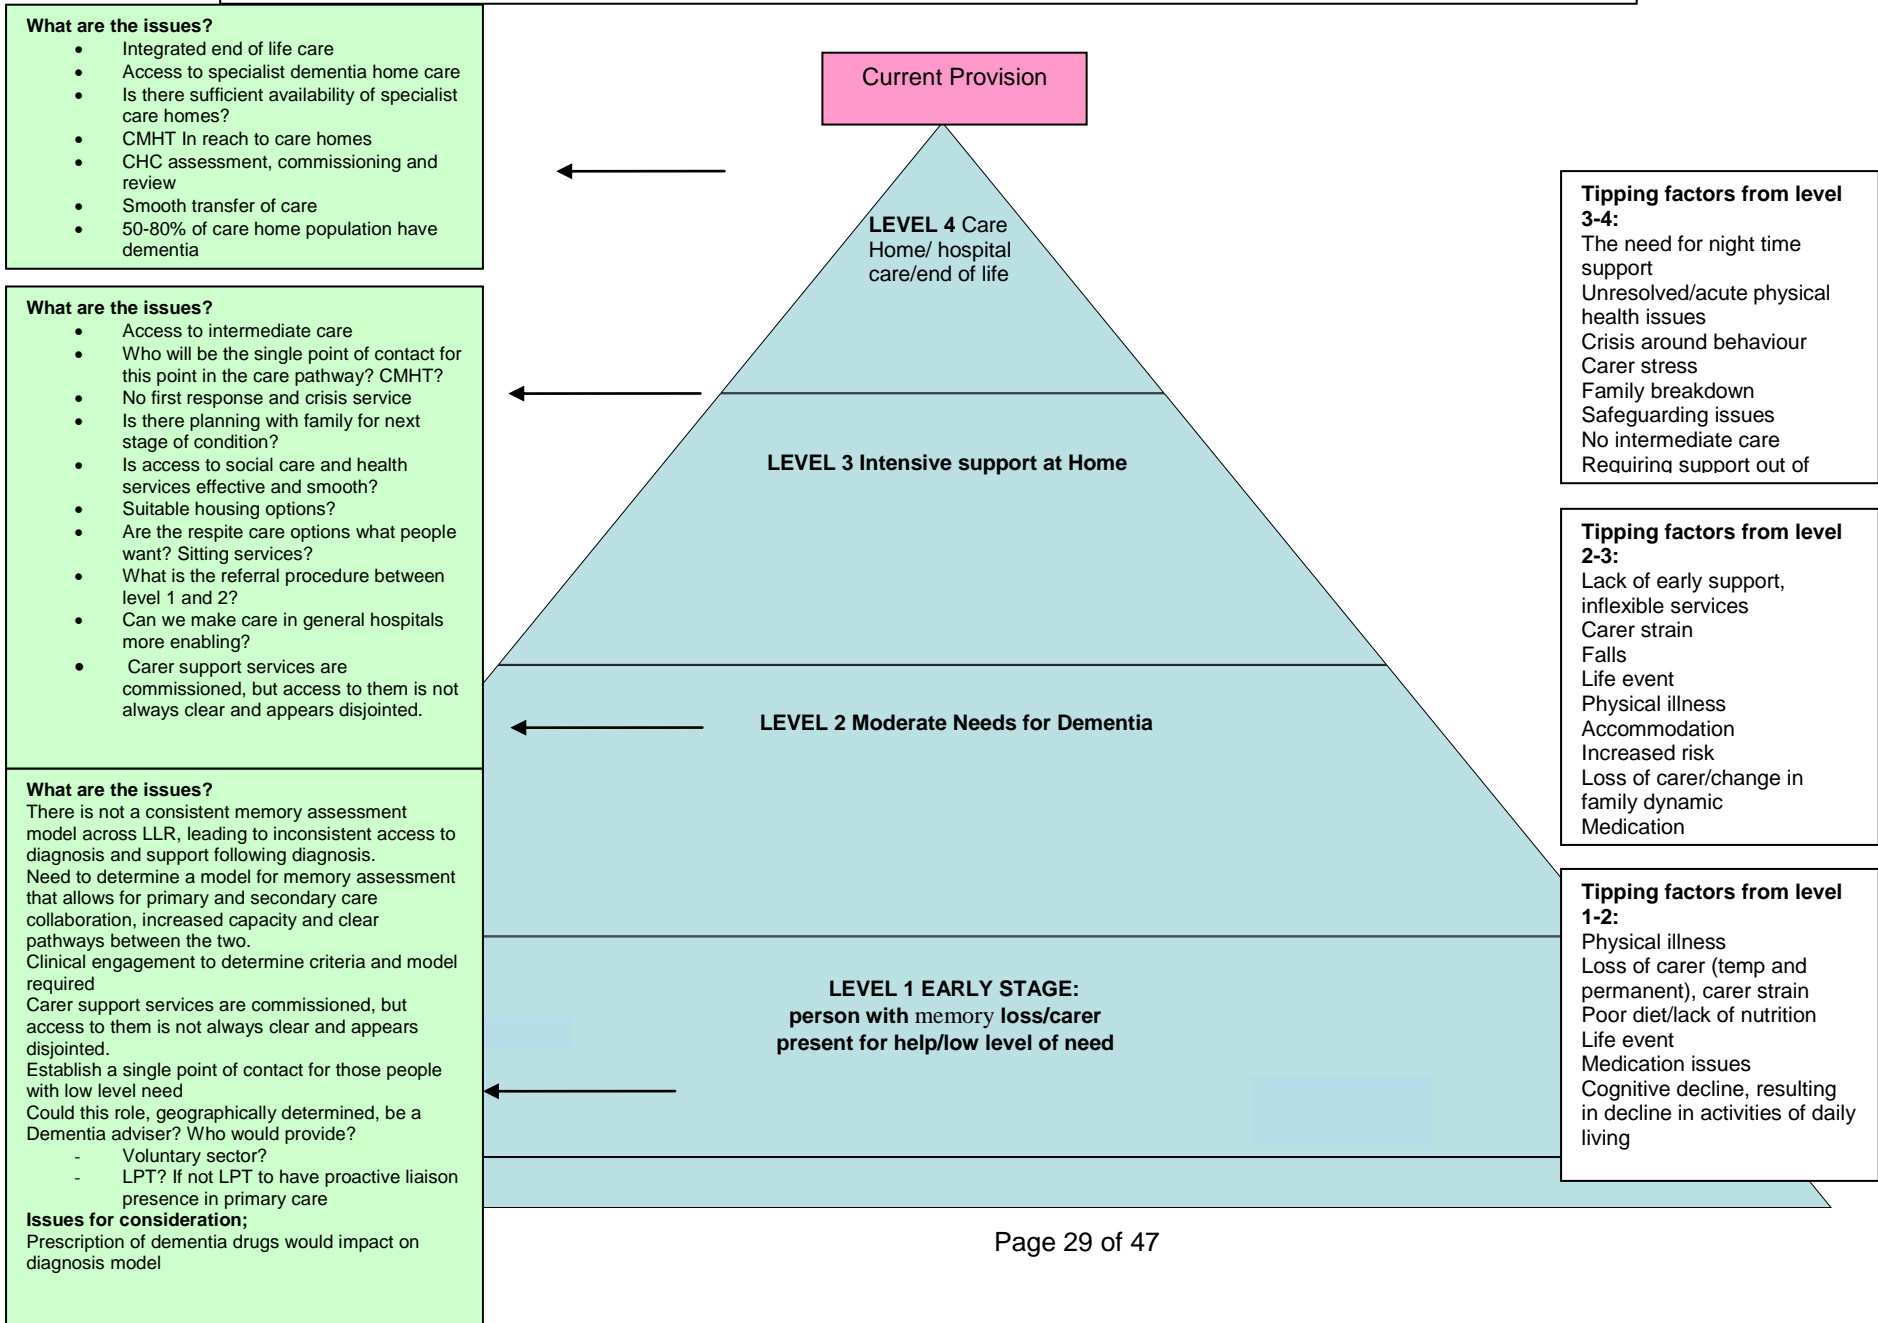 What are the issues?
• Integrated end of life care
• Access to specialist dementia home care
• Is there sufficient availability of specialist
care homes?
• CMHT In reach to care homes
• CHC assessment, commissioning and
review
• Smooth transfer of care
• 50-80% of care home population have
dementia
What are the issues?
• Access to intermediate care
• Who will be the single point of contact for
this point in the care pathway? CMHT?
• No first response and crisis service
• Is there planning with family for next
stage of condition?
• Is access to social care and health
services effective and smooth?
• Suitable housing options?
• Are the respite care options what people
want? Sitting services?
• What is the referral procedure between
level 1 and 2?
• Can we make care in general hospitals
more enabling?
• Carer support services are
commissioned, but access to them is not
always clear and appears disjointed.
What are the issues?
There is not a consistent memory assessment
model across LLR, leading to inconsistent access to
diagnosis and support following diagnosis.
Need to determine a model for memory assessment
that allows for primary and secondary care
collaboration, increased capacity and clear
pathways between the two.
Clinical engagement to determine criteria and model
required
Carer support services are commissioned, but
access to them is not always clear and appears
disjointed.
Establish a single point of contact for those people
with low level need
Could this role, geographically determined, be a
Dementia adviser? Who would provide?
- Voluntary sector?
- LPT? If not LPT to have proactive liaison
presence in primary care
Issues for consideration;
Prescription of dementia drugs would impact on
diagnosis model
Current Provision
LEVEL 4 Care
Home/ hospital
care/end of life
LEVEL 3 Intensive support at Home
LEVEL 2 Moderate Needs for Dementia
LEVEL 1 EARLY STAGE:
person with memory loss/carer
present for help/low level of need
Tipping factors from level
3-4:
The need for night time
support
Unresolved/acute physical
health issues
Crisis around behaviour
Carer stress
Family breakdown
Safeguarding issues
No intermediate care
Requiring support out of
Tipping factors from level
2-3:
Lack of early support,
inflexible services
Carer strain
Falls
Life event
Physical illness
Accommodation
Increased risk
Loss of carer/change in
family dynamic
Medication
Tipping factors from level
1-2:
Physical illness
Loss of carer (temp and
permanent), carer strain
Poor diet/lack of nutrition
Life event
Medication issues
Cognitive decline, resulting
in decline in activities of daily
living
Page 29 of 47